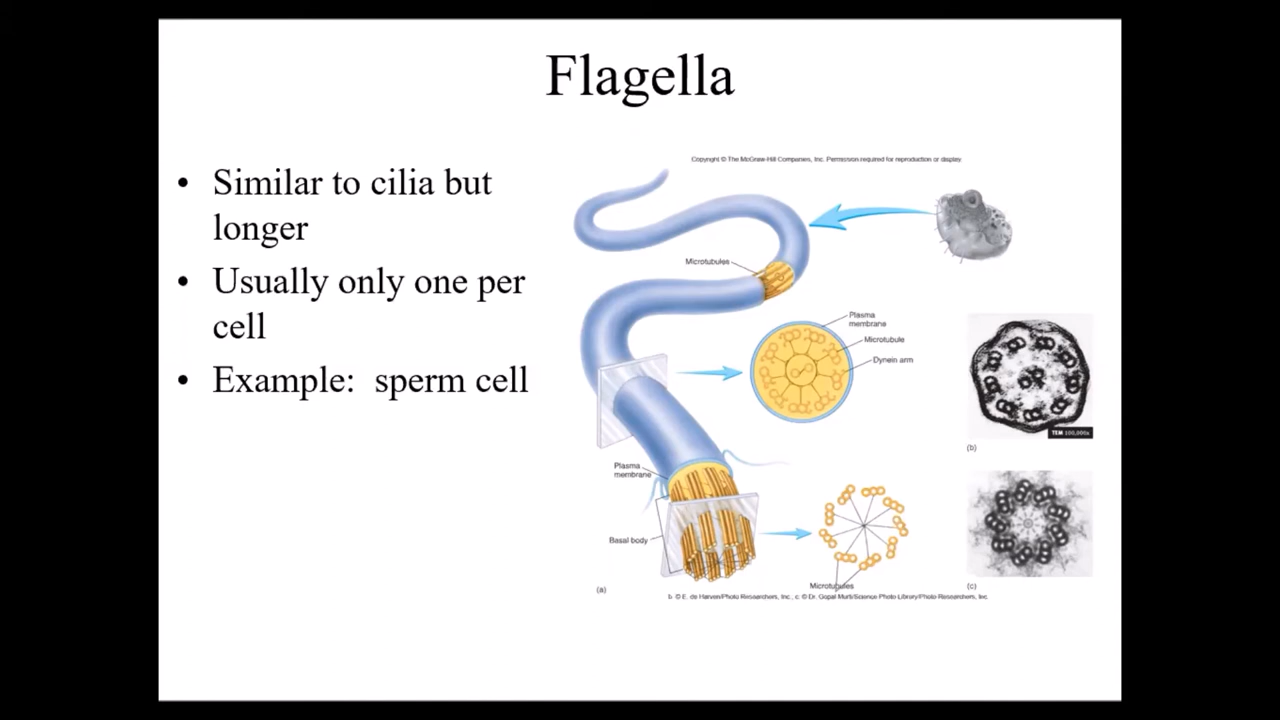 Flagella
• Similar to cilia but
longer
• Usually only one per
cell
• Example: sperm cell
Copyright © The McGraw-Hill Companies, Inc. Permission required for reproduction or display.
Microtubules
Plasma
membrane
Microtubule
Dynein arm
TEM 100,000x
(b)
Plasma
membrane
Basal body
Microtubules
(a)
(c)
b: © E. de Harven/Photo Researchers, Inc.; c: © Dr. Gopal Murti/Science Photo Library/Photo Researchers, Inc.